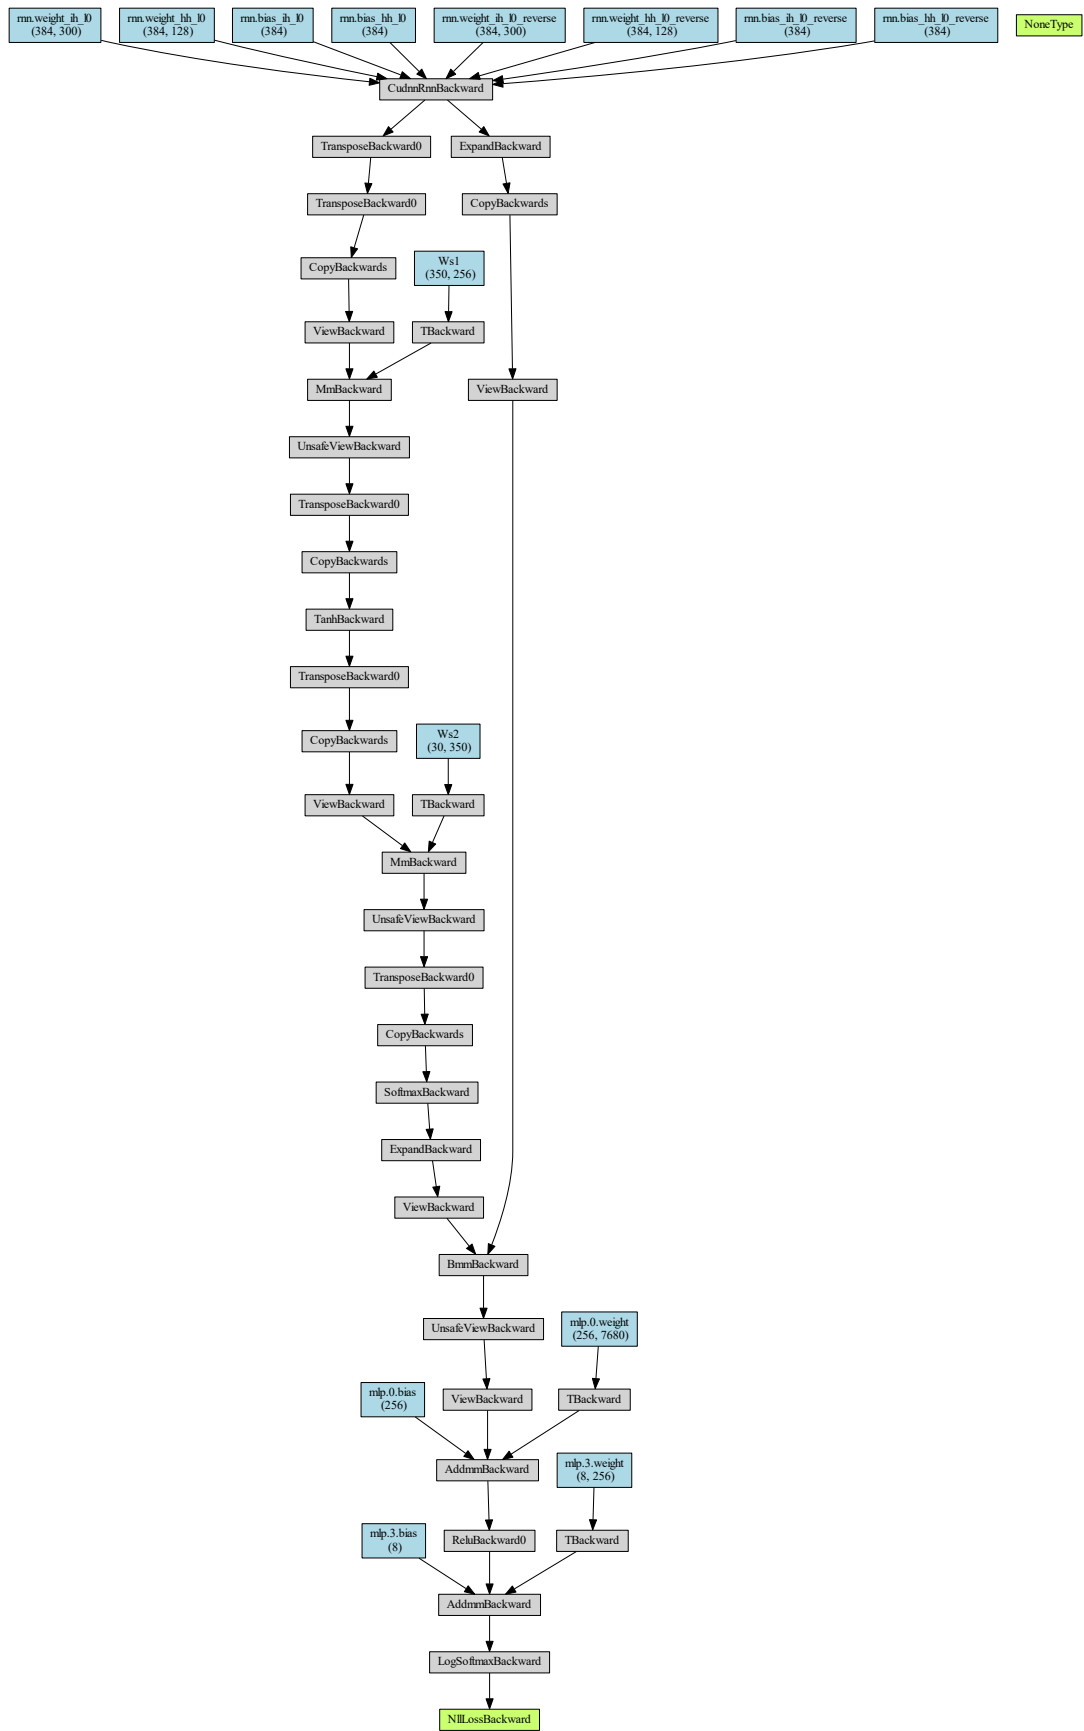 rnn.weight_ih_l0
(384, 300)
rnn.weight_hh_l0
(384, 128)
rnn.bias_ih_l0
(384)
rnn.bias_hh_l0
(384)
rnn.weight_ih_l0_reverse
(384, 300)
rnn.weight_hh_l0_reverse
(384, 128)
rnn.bias_ih_l0_reverse
(384)
rnn.bias_hh_l0_reverse
(384)
NoneType
CudnnRnnBackward
TransposeBackward0
ExpandBackward
TransposeBackward0
CopyBackwards
CopyBackwards
Ws1
(350, 256)
ViewBackward
TBackward
MmBackward
ViewBackward
UnsafeViewBackward
TransposeBackward0
CopyBackwards
TanhBackward
TransposeBackward0
CopyBackwards
Ws2
(30, 350)
ViewBackward
TBackward
MmBackward
UnsafeViewBackward
TransposeBackward0
CopyBackwards
SoftmaxBackward
ExpandBackward
ViewBackward
BmmBackward
UnsafeViewBackward
mlp.0.weight
(256, 7680)
mlp.0.bias
(256)
ViewBackward
TBackward
AddmmBackward
mlp.3.weight
(8, 256)
mlp.3.bias
(8)
ReluBackward0
TBackward
AddmmBackward
LogSoftmaxBackward
NllLossBackward